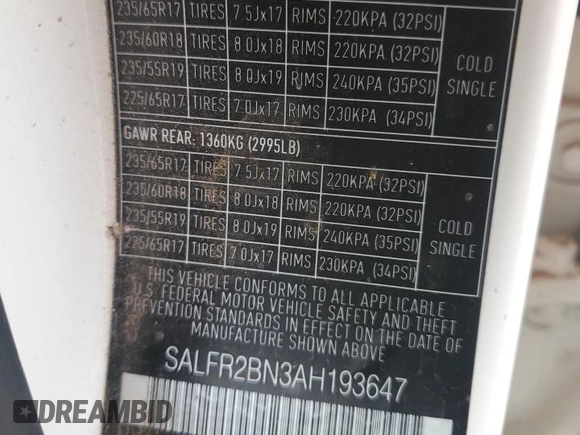 235/65R17 TIRES 7.5Jx17 RIMS 220KPA (32PSI)
235/60R18 TIRES 8.0Jx18 RIMS 220KPA (32PSI)
235/55R19 TIRES 8.0Jx19 RIMS 240KPA (35PSI)
225/65R17 TIRES 7.0Jx17 RIMS 230KPA (34PSI)
COLD
SINGLE
GAWR REAR: 1360KG (2995LB)
235/65R17 TIRES 7.5Jx17 RIMS 220KPA (32PSI)
235/60R18 TIRES 8.0Jx18 RIMS 220KPA (32PSI)
235/55R19 TIRES 8.0Jx19 RIMS 240KPA (35PSI)
225/65R17 TIRES 7.0Jx17 RIMS 230KPA (34PSI)
COLD
SINGLE
THIS VEHICLE CONFORMS TO ALL APPLICABLE
U.S. FEDERAL MOTOR VEHICLE SAFETY AND THEFT
PREVENTION STANDARDS IN EFFECT ON THE DATE OF
MANUFACTURE SHOWN ABOVE
SALFR2BN3AH193647
DREAMBID